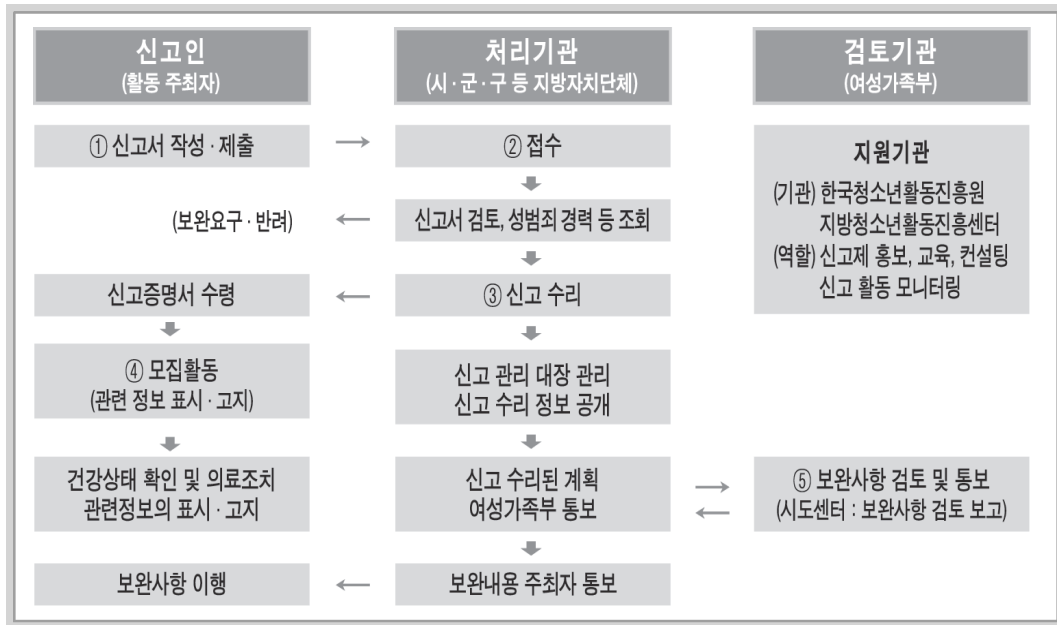 신고인
(활동 주최자)
처리기관
(시·군·구 등 지방자치단체)
검토기관
(여성가족부)
① 신고서 작성·제출
→
② 접수
지원기관
(기관) 한국청소년활동진흥원
지방청소년활동진흥센터
(역할) 신고제 홍보, 교육, 컨설팅
신고 활동 모니터링
(보완요구·반려)
←
신고서 검토, 성범죄 경력 등 조회
신고증명서 수령
←
③ 신고 수리
④ 모집활동
(관련 정보 표시·고지)
신고 관리 대장 관리
신고 수리 정보 공개
건강상태 확인 및 의료조치
관련정보의 표시·고지
신고 수리된 계획
여성가족부 통보
→
←
⑤ 보완사항 검토 및 통보
(시도센터 : 보완사항 검토 보고)
보완사항 이행
←
보완내용 주최자 통보